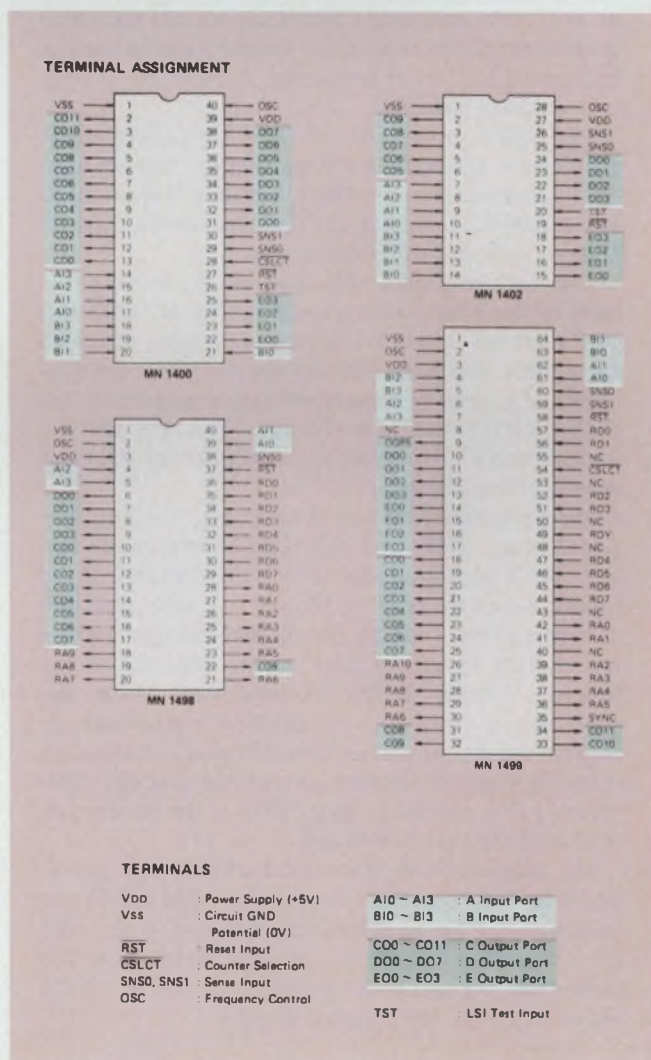 TERMINAL ASSIGNMENT
VSS 1 40 OSC
CO11 2 39 VDD
CO10 3 38 DO7
CO9 4 37 DO6
CO8 5 36 DO5
CO7 6 35 DO4
CO6 7 34 DO3
CO5 8 33 DO2
CO4 9 32 DO1
CO3 10 31 DO0
CO2 11 30 SNS1
CO1 12 29 SNS0
CO0 13 28 CSLCT
AI3 14 27 RST
AI2 15 26 TST
AI1 16 25 EO3
AI0 17 24 EO2
BI3 18 23 EO1
BI2 19 22 EO0
BI1 20 21 BI0
MN 1400
VSS 1 28 OSC
CO9 2 27 VDD
CO8 3 26 SNS1
CO7 4 25 SNS0
CO6 5 24 DO0
CO5 6 23 DO1
AI3 7 22 DO2
AI2 8 21 DO3
AI1 9 20 TST
AI0 10 19 RST
BI3 11 18 EO3
BI2 12 17 EO2
BI1 13 16 EO1
BI0 14 15 EO0
MN 1402
VSS 1 40 AI1
OSC 2 39 AI0
VDD 3 38 SNS0
AI2 4 37 RST
AI3 5 36 RD0
DO0 6 35 RD1
DO1 7 34 RD2
DO2 8 33 RD3
DO3 9 32 RD4
CO0 10 31 RD5
CO1 11 30 RD6
CO2 12 29 RD7
CO3 13 28 RA0
CO4 14 27 RA1
CO5 15 26 RA2
CO6 16 25 RA3
CO7 17 24 RA4
RA9 18 23 RA5
RA8 19 22 CO8
RA7 20 21 RA6
MN 1498
VSS 1 64 BI1
OSC 2 63 BI0
VDD 3 62 AI1
BI2 4 61 AI0
BI3 5 60 SNS0
AI2 6 59 SNS1
AI3 7 58 RST
NC 8 57 RD0
9 56 RD1
DO0 10 55 NC
DO1 11 54 CSLCT
DO2 12 53 NC
DO3 13 52 RD2
EO0 14 51 RD3
EO1 15 50 NC
EO2 16 49 RDY
EO3 17 48 NC
CO0 18 47 RD4
CO1 19 46 RD5
CO2 20 45 RD6
CO3 21 44 RD7
CO4 22 43 NC
CO5 23 42 RA0
CO6 24 41 RA1
CO7 25 40 NC
RA10 26 39 RA2
RA9 27 38 RA3
RA8 28 37 RA4
RA7 29 36 RA5
RA6 30 35 SYNC
CO8 31 34 CO11
CO9 32 33 CO10
MN 1499
TERMINALS
VDD : Power Supply (+5V)
VSS : Circuit GND
Potential (0V)
RST : Reset Input
CSLCT : Counter Selection
SNS0, SNS1 : Sense Input
OSC : Frequency Control
AI0 ~ AI3 : A Input Port
BI0 ~ BI3 : B Input Port
CO0 ~ CO11 : C Output Port
DO0 ~ DO7 : D Output Port
EO0 ~ EO3 : E Output Port
TST : LSI Test Input